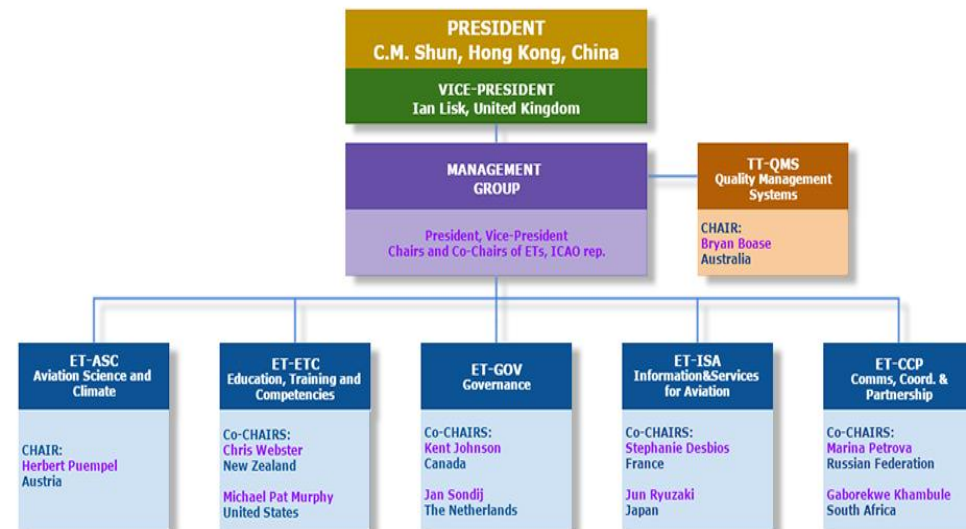 PRESIDENT
C.M. Shun, Hong Kong, China
VICE-PRESIDENT
Ian Lisk, United Kingdom
MANAGEMENT
GROUP
President, Vice-President
Chairs and Co-Chairs of ETs, ICAO rep.
TT-QMS
Quality Management
Systems
CHAIR:
Bryan Boase
Australia
ET-ASC
Aviation Science and
Climate
CHAIR:
Herbert Puempel
Austria
ET-ETC
Education, Training and
Competencies
Co-CHAIRS:
Chris Webster
New Zealand
Michael Pat Murphy
United States
ET-GOV
Governance
Co-CHAIRS:
Kent Johnson
Canada
Jan Sondij
The Netherlands
ET-ISA
Information&Services
for Aviation
Co-CHAIRS:
Stephanie Desbios
France
Jun Ryuzaki
Japan
ET-CCP
Comms, Coord. &
Partnership
Co-CHAIRS:
Marina Petrova
Russian Federation
Gaborekwe Khambule
South Africa